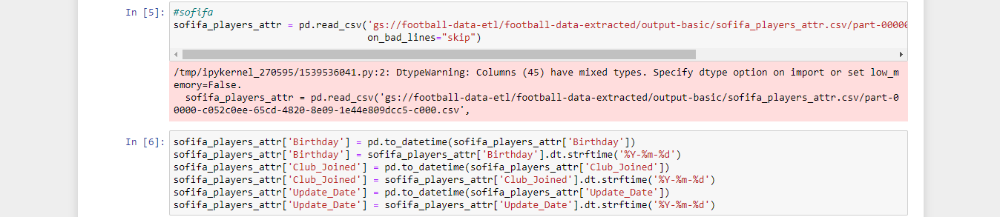 In [5]: #sofifa
sofifa_players_attr = pd.read_csv('gs://football-data-etl/football-data-extracted/output-basic/sofifa_players_attr.csv/part-00000
on_bad_lines="skip")
/tmp/ipykernel_270595/1539536041.py:2: DtypeWarning: Columns (45) have mixed types. Specify dtype option on import or set low_m
emory=False.
sofifa_players_attr = pd.read_csv('gs://football-data-etl/football-data-extracted/output-basic/sofifa_players_attr.csv/part-0
0000-c052c0ee-65cd-4820-8e09-1e44e809dcc5-c000.csv',
In [6]: sofifa_players_attr['Birthday'] = pd.to_datetime(sofifa_players_attr['Birthday'])
sofifa_players_attr['Birthday'] = sofifa_players_attr['Birthday'].dt.strftime('%Y-%m-%d')
sofifa_players_attr['Club_Joined'] = pd.to_datetime(sofifa_players_attr['Club_Joined'])
sofifa_players_attr['Club_Joined'] = sofifa_players_attr['Club_Joined'].dt.strftime('%Y-%m-%d')
sofifa_players_attr['Update_Date'] = pd.to_datetime(sofifa_players_attr['Update_Date'])
sofifa_players_attr['Update_Date'] = sofifa_players_attr['Update_Date'].dt.strftime('%Y-%m-%d')